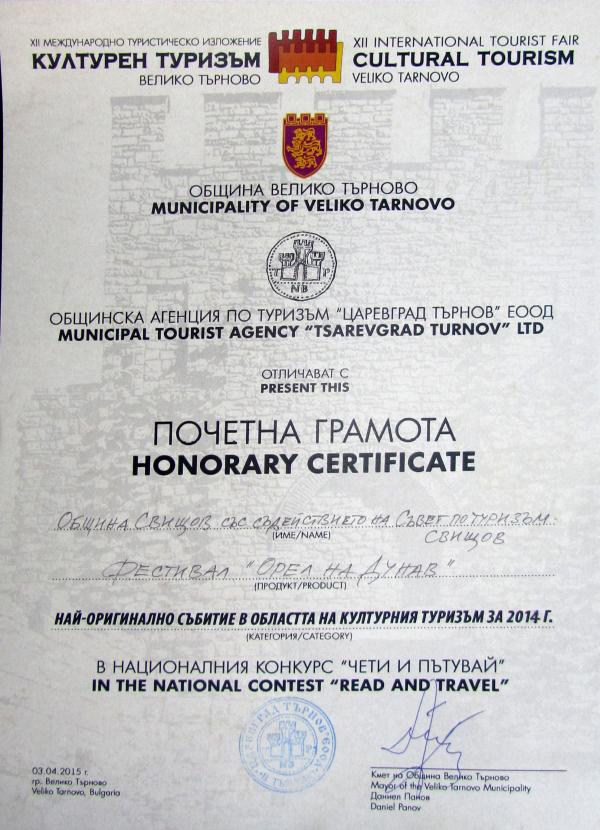 XII МЕЖДУНАРОДНО ТУРИСТИЧЕСКО ИЗЛОЖЕНИЕ
КУЛТУРЕН ТУРИЗЪМ
ВЕЛИКО ТЪРНОВО
XII INTERNATIONAL TOURIST FAIR
CULTURAL TOURISM
VELIKO TARNOVO
ОБЩИНА ВЕЛИКО ТЪРНОВО
MUNICIPALITY OF VELIKO TARNOVO
ОБЩИНСКА АГЕНЦИЯ ПО ТУРИЗЪМ "ЦАРЕВГРАД ТЪРНОВ" ЕООД
MUNICIPAL TOURIST AGENCY "TSAREVGRAD TURNOV" LTD
ОТЛИЧАВАТ С
PRESENT THIS
ПОЧЕТНА ГРАМОТА
HONORARY CERTIFICATE
ОБЩИНА СВИЩОВ СЪС СЪДЕЙСТВИЕТО НА СЪВЕТ ПО ТУРИЗЪМ-
СВИЩОВ
(ИМЕ/NAME)
ФЕСТИВАЛ "ОРЕЛ НА ДУНАВ"
(ПРОДУКТ/PRODUCT)
НАЙ-ОРИГИНАЛНО СЪБИТИЕ В ОБЛАСТТА НА КУЛТУРНИЯ ТУРИЗЪМ ЗА 2014 Г.
(КАТЕГОРИЯ/CATEGORY)
В НАЦИОНАЛНИЯ КОНКУРС "ЧЕТИ И ПЪТУВАЙ"
IN THE NATIONAL CONTEST "READ AND TRAVEL"
03.04.2015 г.
гр. Велико Търново
Veliko Tarnovo, Bulgaria
Кмет на Община Велико Търново
Mayor of the Veliko Tarnovo Municipality
Даниел Панов
Daniel Panov